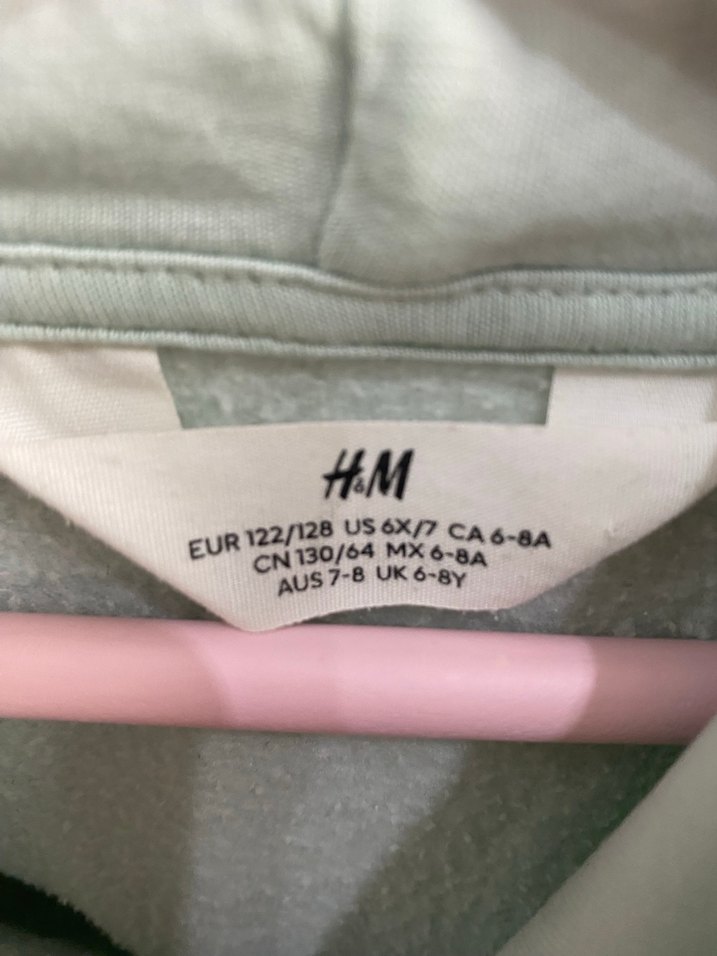 H&M
EUR 122/128 US 6X/7 CA 6-8A
CN 130/64 MX 6-8A
AUS 7-8 UK 6-8Y